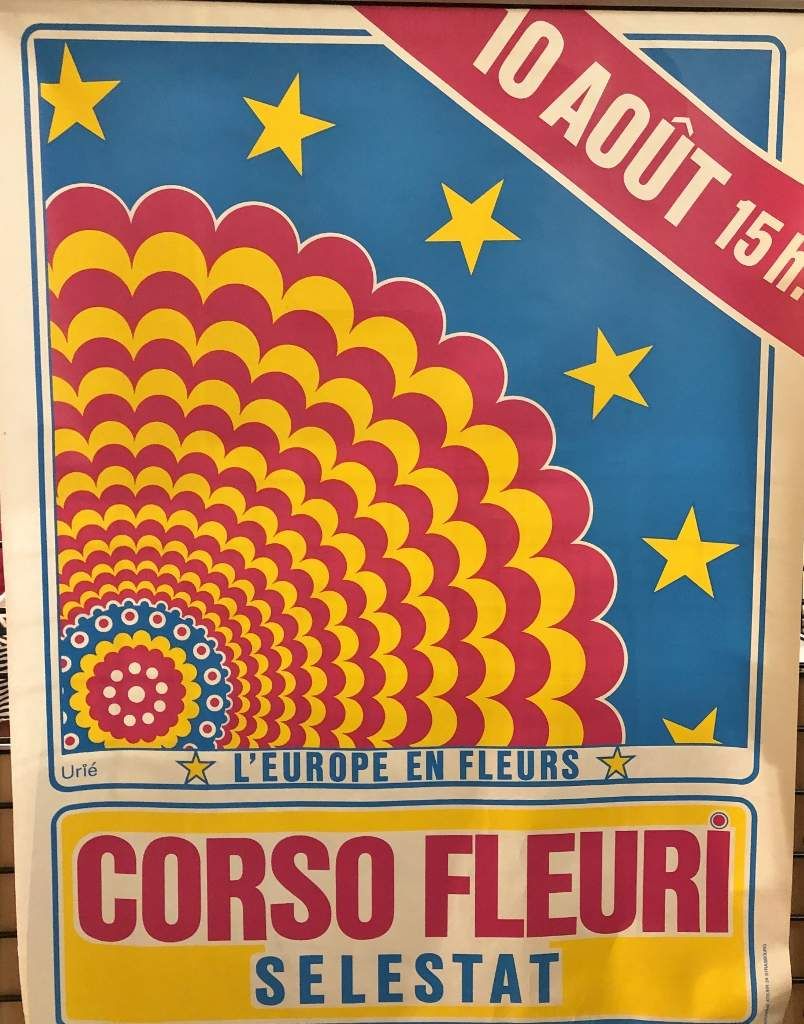 10 AOÛT 15 h.
Urié
L'EUROPE EN FLEURS
CORSO FLEURI
SELESTAT